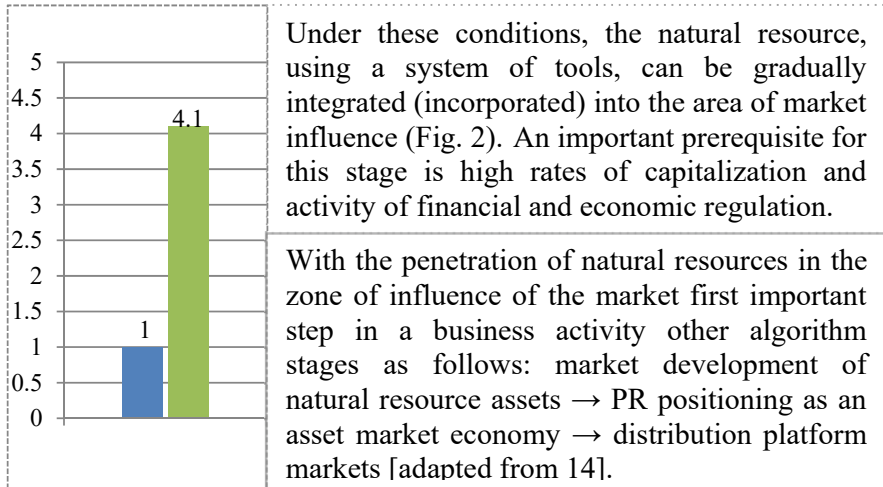 5
4.5
4
3.5
3
2.5
2
1.5
1
0.5
0
4.1
1
Under these conditions, the natural resource,
using a system of tools, can be gradually
integrated (incorporated) into the area of market
influence (Fig. 2). An important prerequisite for
this stage is high rates of capitalization and
activity of financial and economic regulation.
With the penetration of natural resources in the
zone of influence of the market first important
step in a business activity other algorithm
stages as follows: market development of
natural resource assets → PR positioning as an
asset market economy → distribution platform
markets [adapted from 14].